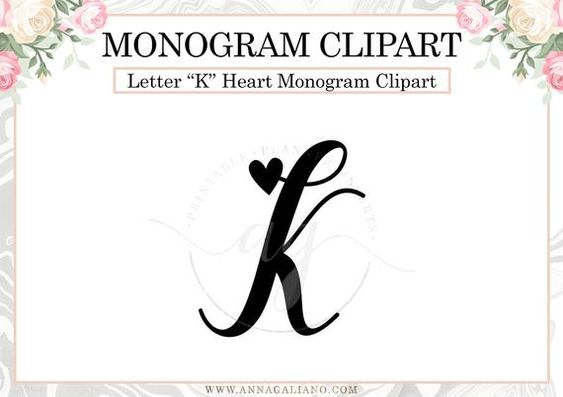 MONOGRAM CLIPART
Letter “K” Heart Monogram Clipart
K
WWW.ANNAGALIANO.COM